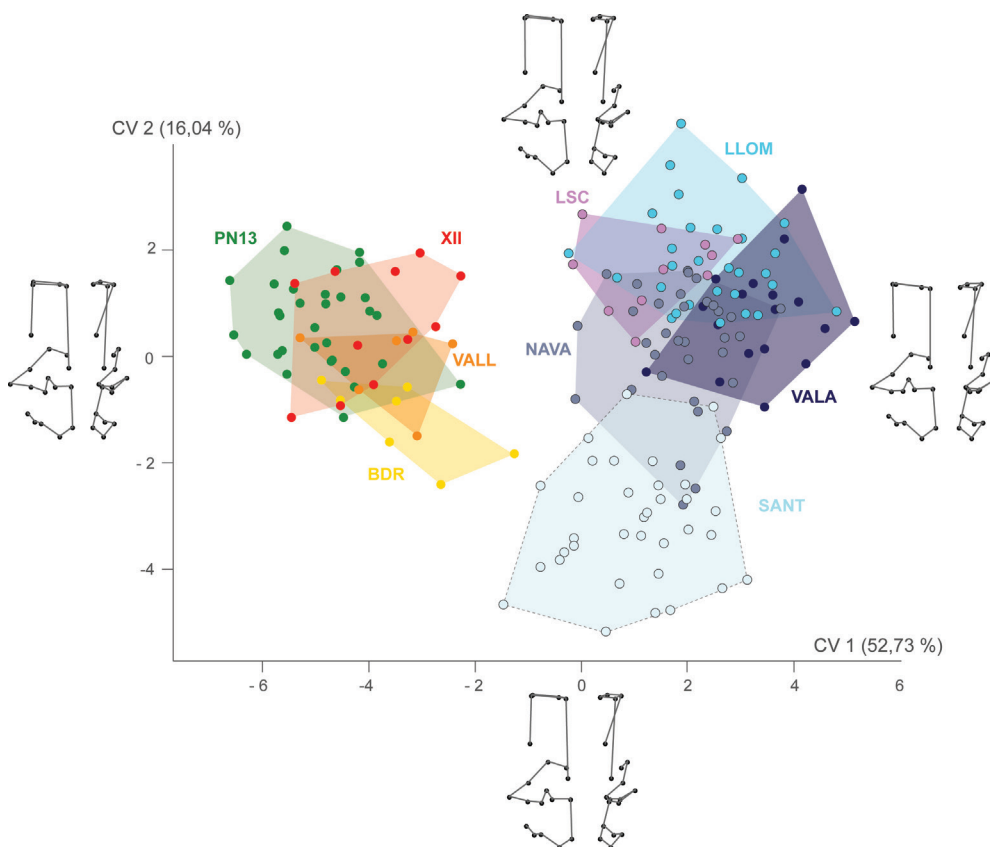 CV 2 (16,04 %)
LLOM
LSC
PN13
XII
2
NAVA
0
VALL
VALA
BDR
- 2
SANT
- 4
CV 1 (52,73 %)
- 6
- 4
- 2
0
2
4
6